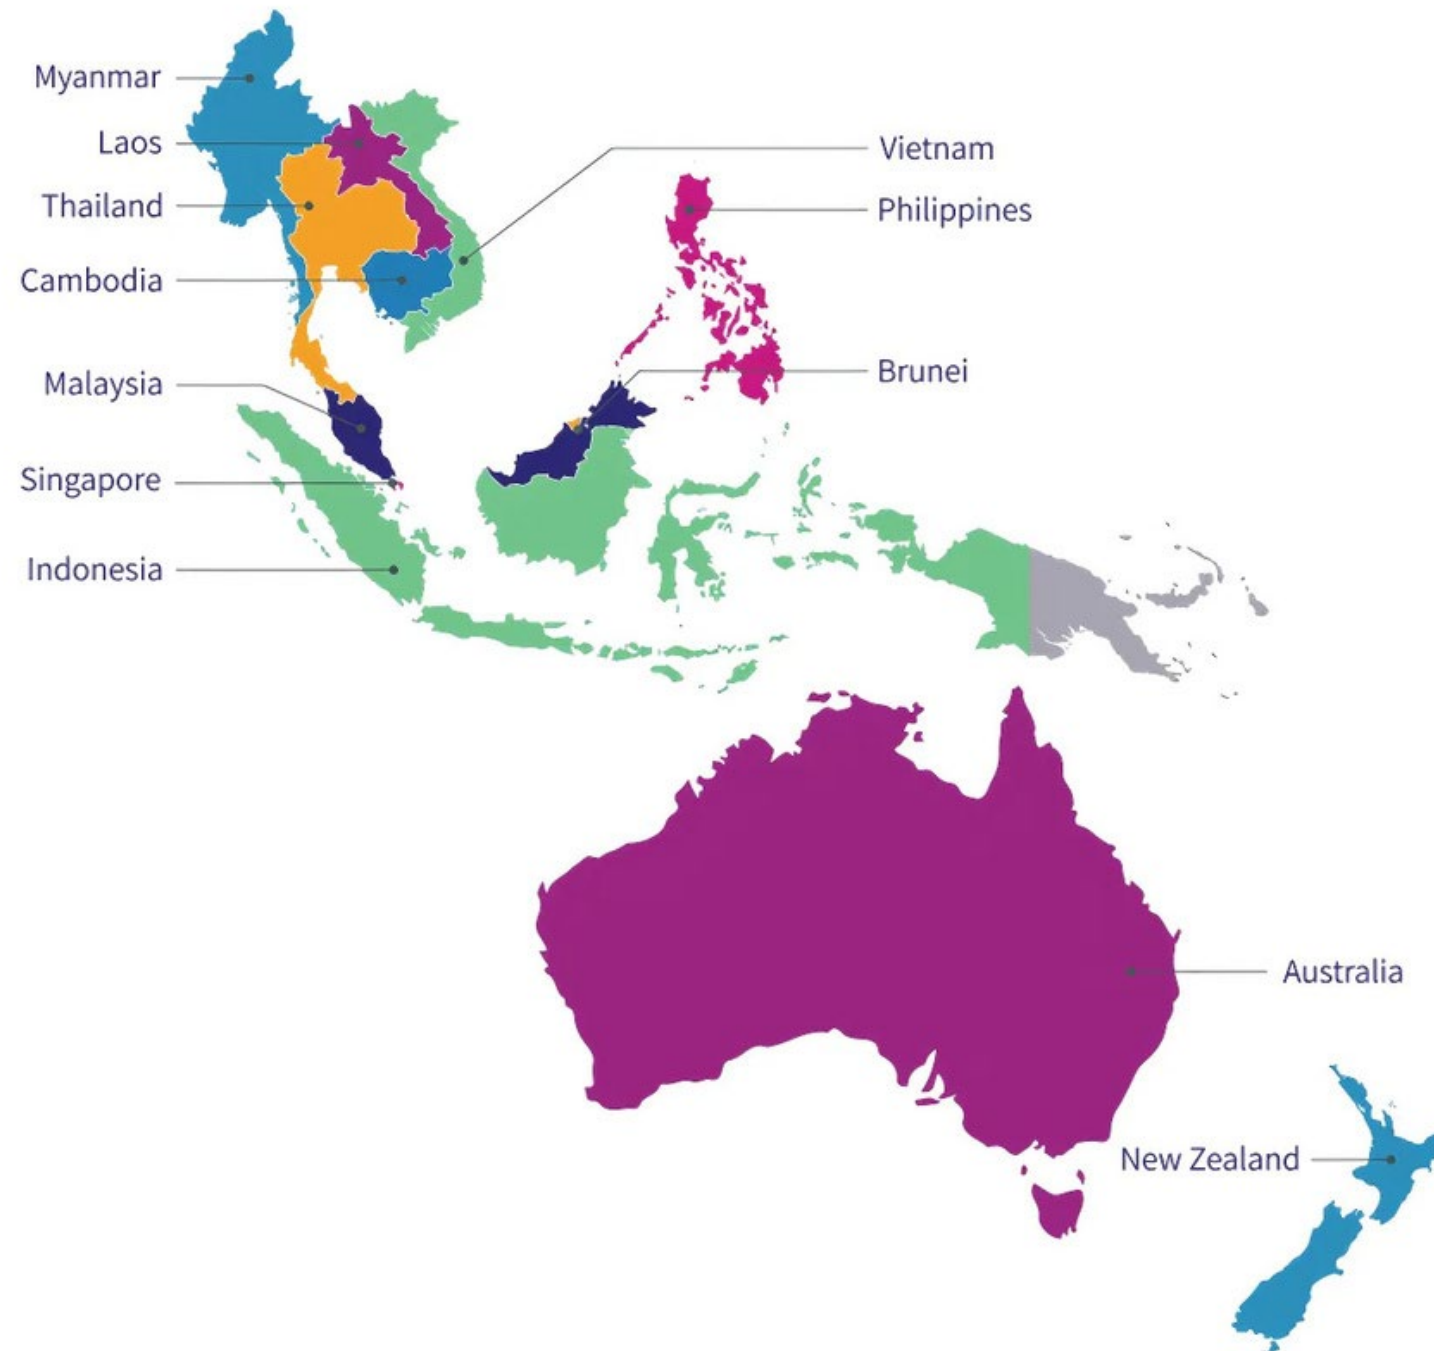 Myanmar
Laos
Thailand
Cambodia
Malaysia
Singapore
Indonesia
Vietnam
Philippines
Brunei
Australia
New Zealand